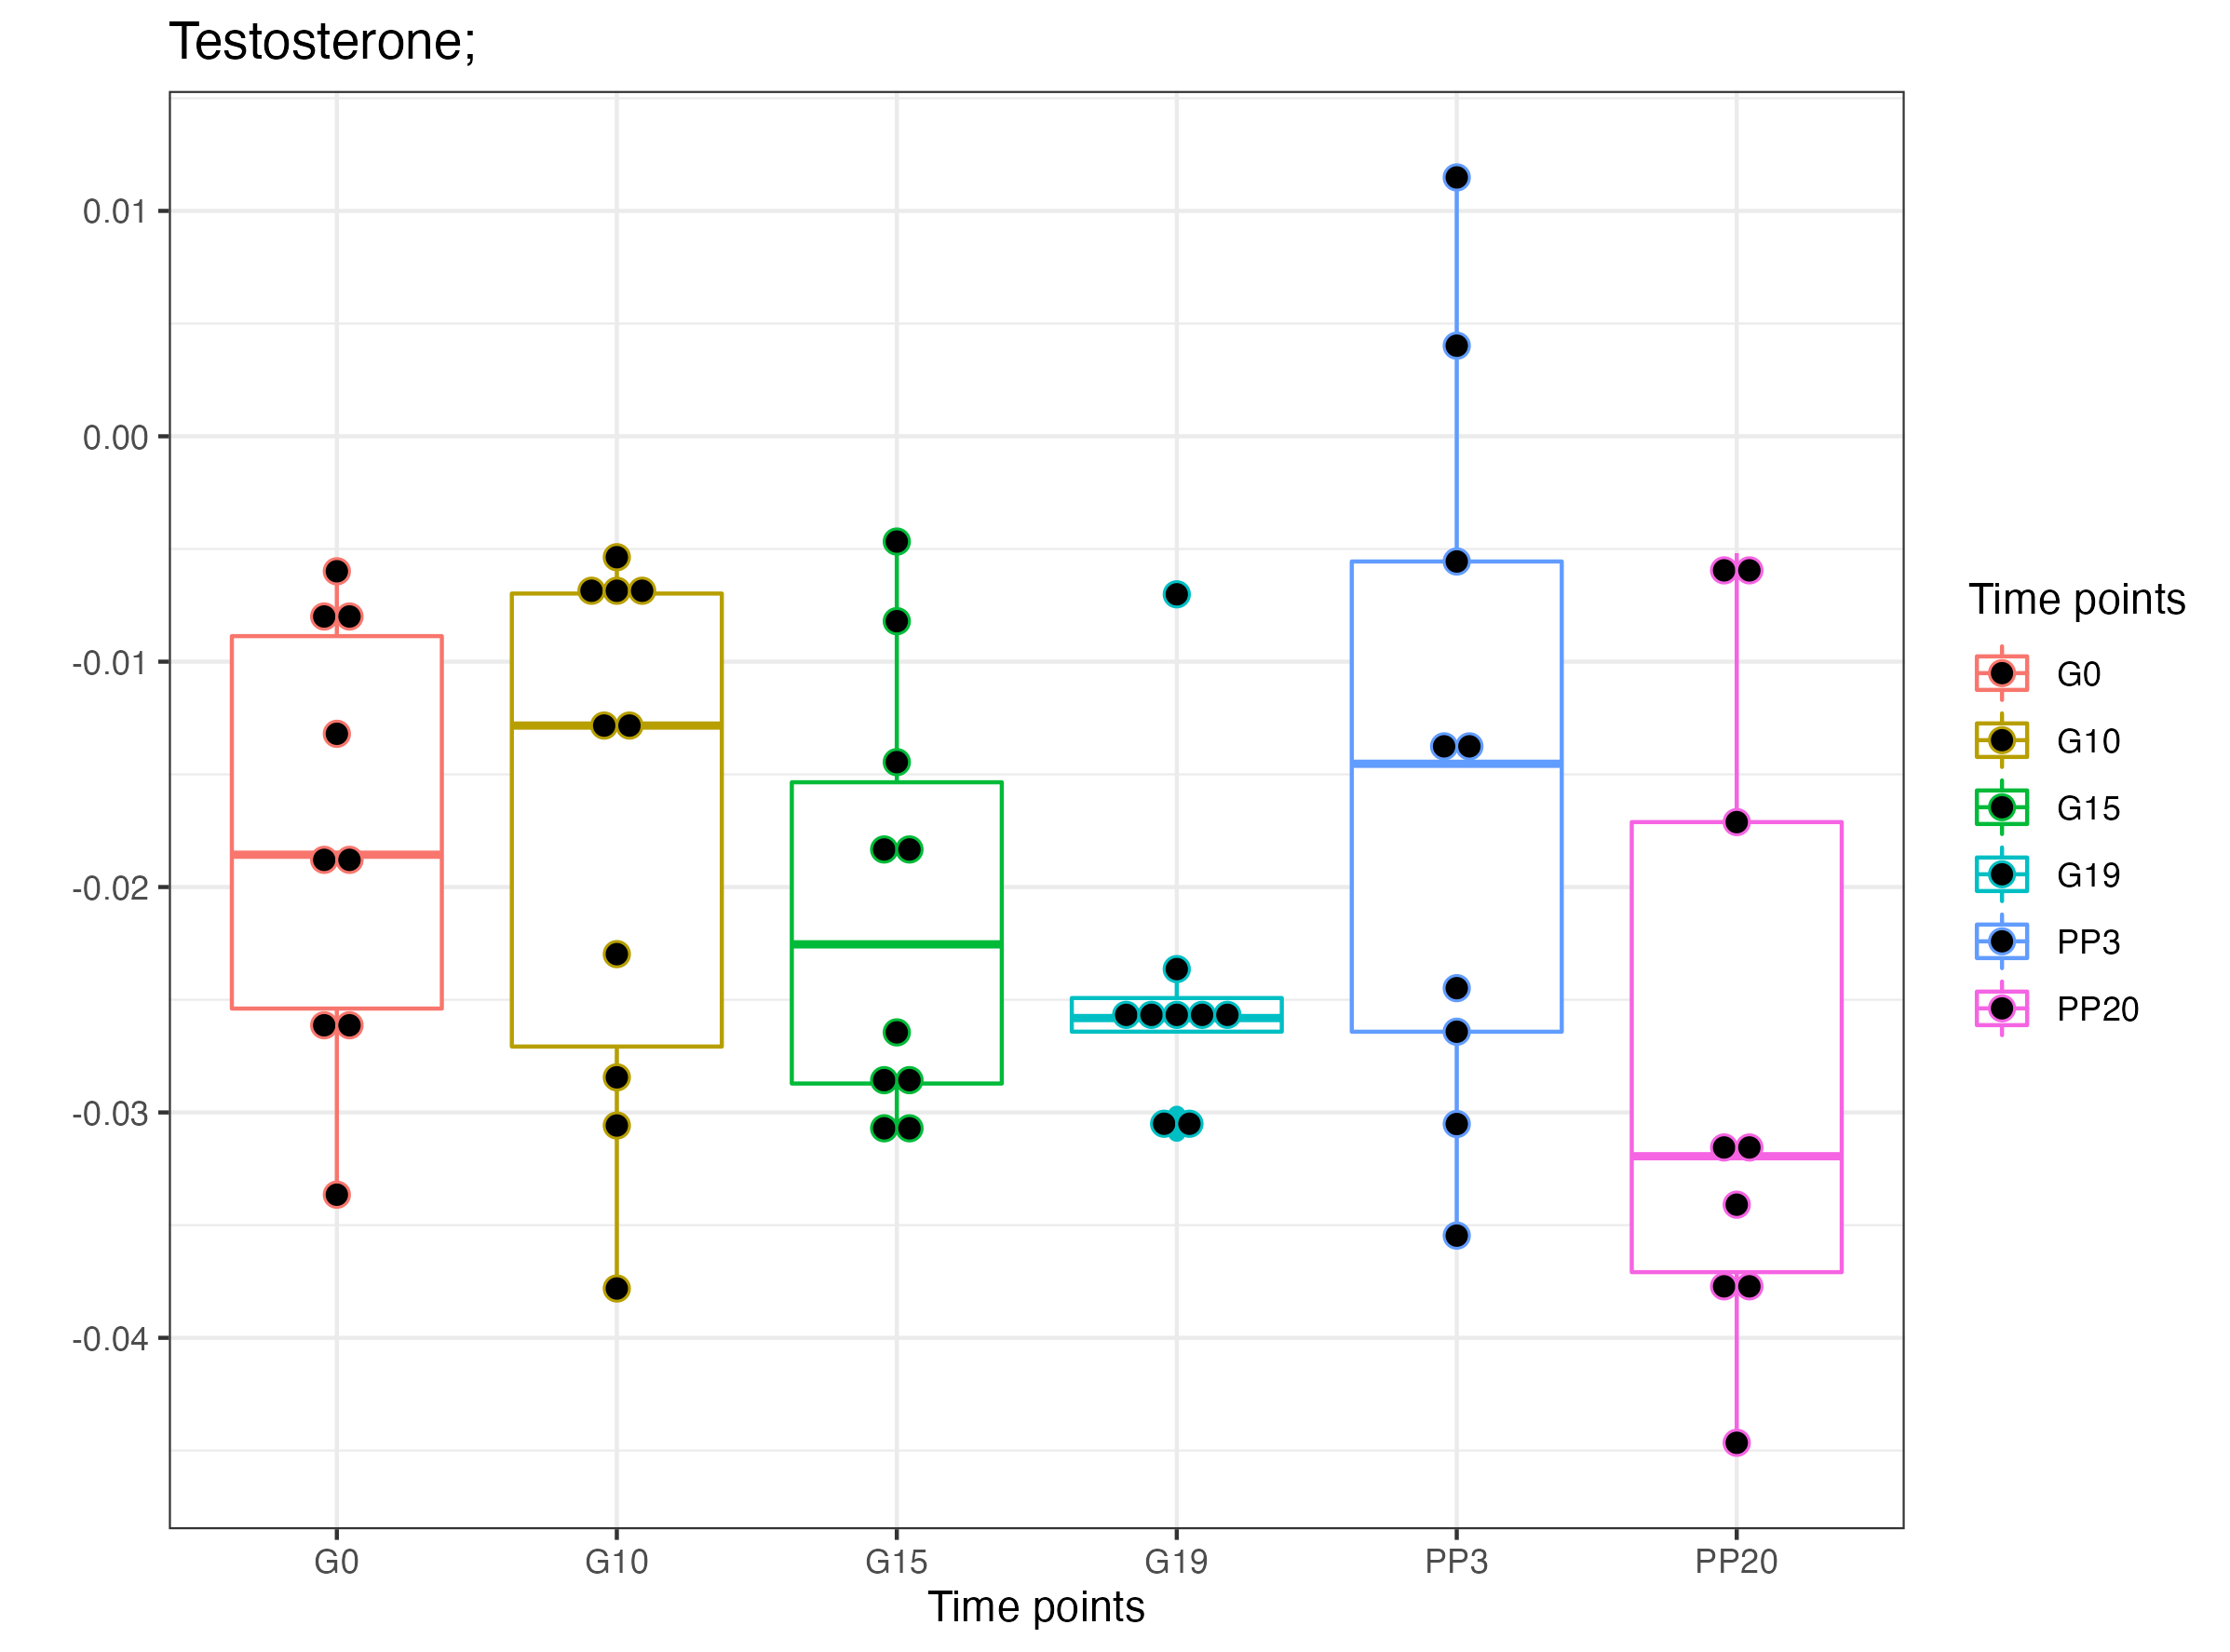 Testosterone;
0.01
0.00
-0.01
-0.02
-0.03
-0.04
G0 G10 G15 G19 PP3 PP20
Time points
Time points
G0
G10
G15
G19
PP3
PP20